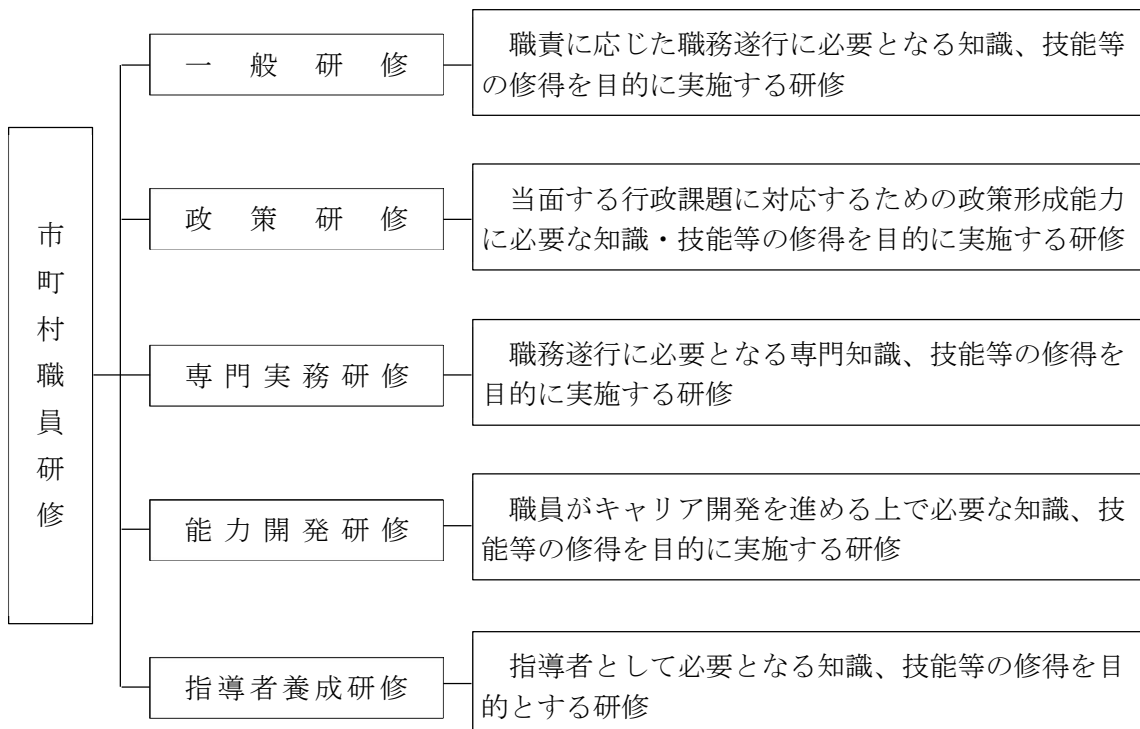 市町村職員研修
一般研修
職責に応じた職務遂行に必要となる知識、技能等
の修得を目的に実施する研修
政策研修
当面する行政課題に対応するための政策形成能力
に必要な知識・技能等の修得を目的に実施する研修
専門実務研修
職務遂行に必要となる専門知識、技能等の修得を
目的に実施する研修
能力開発研修
職員がキャリア開発を進める上で必要な知識、技
能等の修得を目的に実施する研修
指導者養成研修
指導者として必要となる知識、技能等の修得を目
的とする研修